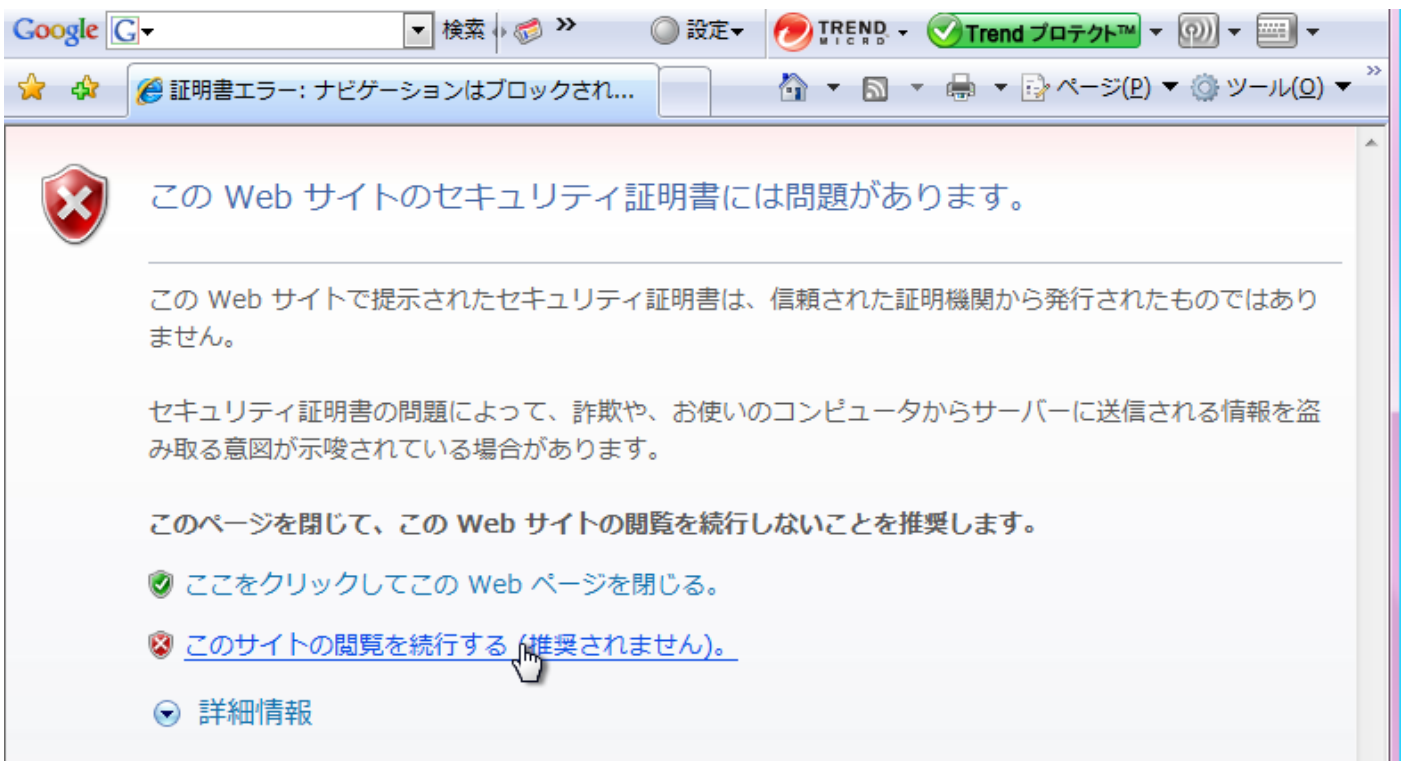 Google G 検索 » 設定 TREND MICRO Trend プロテクト™
証明書エラー: ナビゲーションはブロックされ... ページ(P) ツール(O) »
この Web サイトのセキュリティ証明書には問題があります。
この Web サイトで提示されたセキュリティ証明書は、信頼された証明機関から発行されたものではあり
ません。
セキュリティ証明書の問題によって、詐欺や、お使いのコンピュータからサーバーに送信される情報を盗
み取る意図が示唆されている場合があります。
このページを閉じて、この Web サイトの閲覧を続行しないことを推奨します。
ここをクリックしてこの Web ページを閉じる。
このサイトの閲覧を続行する (推奨されません)。
詳細情報